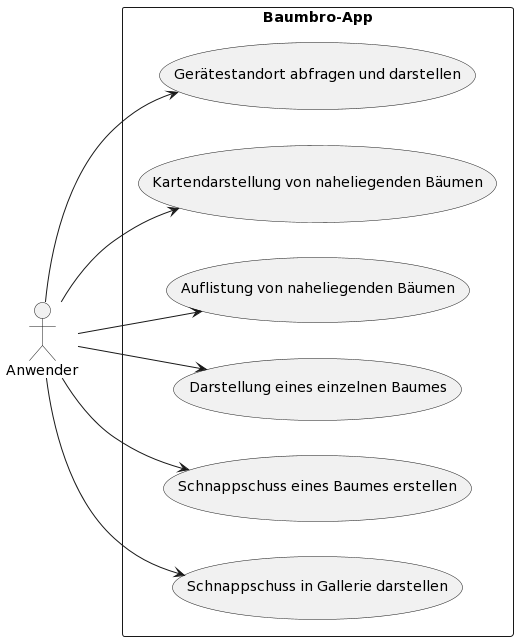 Baumbro-App
Gerätestandort abfragen und darstellen
Kartendarstellung von naheliegenden Bäumen
Auflistung von naheliegenden Bäumen
Anwender
Darstellung eines einzelnen Baumes
Schnappschuss eines Baumes erstellen
Schnappschuss in Gallerie darstellen